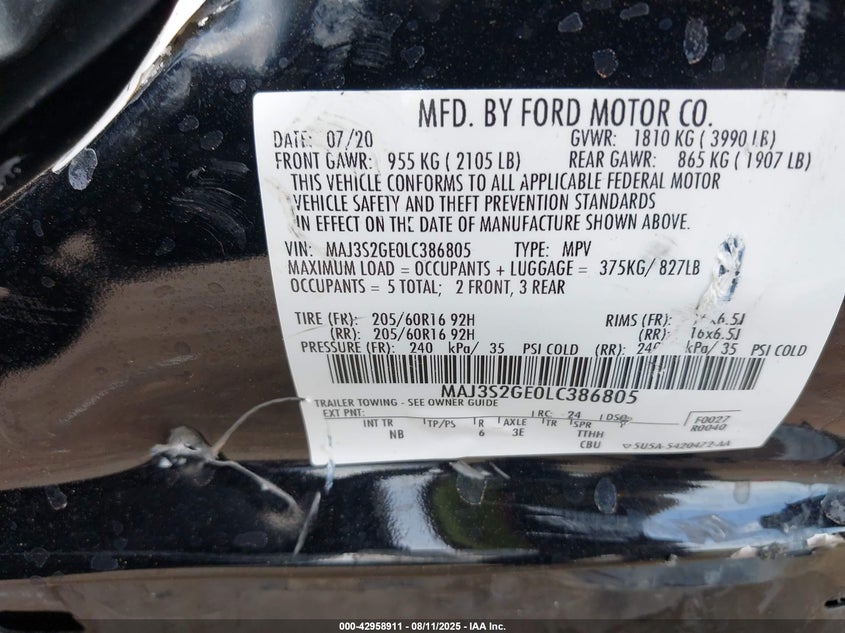 MFD. BY FORD MOTOR CO.
DATE: 07/20 GVWR: 1810 KG ( 3990 LB)
FRONT GAWR: 955 KG ( 2105 LB) REAR GAWR: 865 KG ( 1907 LB)
THIS VEHICLE CONFORMS TO ALL APPLICABLE FEDERAL MOTOR
VEHICLE SAFETY AND THEFT PREVENTION STANDARDS
IN EFFECT ON THE DATE OF MANUFACTURE SHOWN ABOVE.
VIN: MAJ3S2GE0LC386805 TYPE: MPV
MAXIMUM LOAD = OCCUPANTS + LUGGAGE = 375KG/ 827LB
OCCUPANTS = 5 TOTAL; 2 FRONT, 3 REAR
TIRE (FR): 205/60R16 92H RIMS (FR): 16x6.5J
(RR): 205/60R16 92H (RR): 16x6.5J
PRESSURE (FR): 240 kPa/ 35 PSI COLD (RR): 240 kPa/ 35 PSI COLD
MAJ3S2GE0LC386805
TRAILER TOWING - SEE OWNER GUIDE
EXT PNT: RC: 24 DSO: F0027
R0040
INT TR TP/PS R AXLE TR SPR
NB 6 3E TTHH
CBU SU5A-5420472-AA
000-42958911 - 08/11/2025 - IAA Inc.